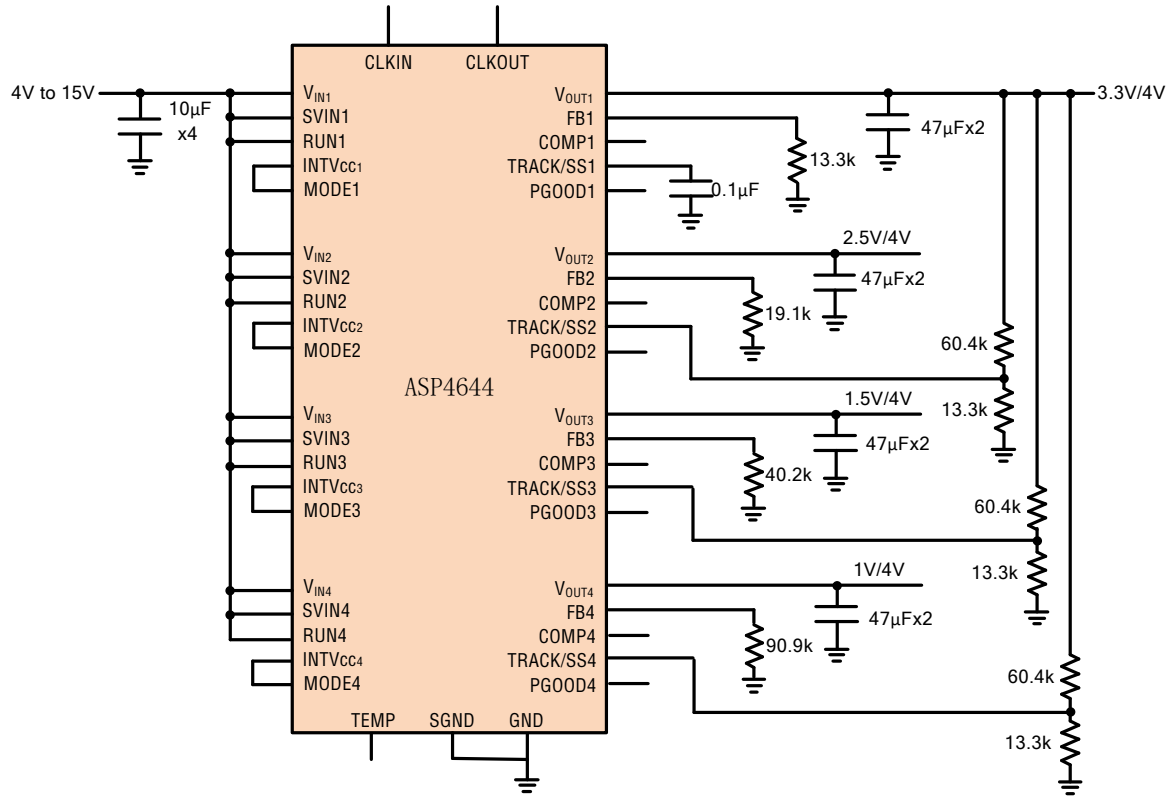 CLKIN
CLKOUT
4V to 15V
10µF
x4
VIN1
SVIN1
RUN1
INTVCC1
MODE1
VOUT1
FB1
COMP1
TRACK/SS1
PGOOD1
3.3V/4V
47µFx2
13.3k
0.1µF
VIN2
SVIN2
RUN2
INTVCC2
MODE2
VOUT2
FB2
COMP2
TRACK/SS2
PGOOD2
2.5V/4V
47µFx2
19.1k
60.4k
13.3k
ASP4644
VIN3
SVIN3
RUN3
INTVCC3
MODE3
VOUT3
FB3
COMP3
TRACK/SS3
PGOOD3
1.5V/4V
47µFx2
40.2k
60.4k
13.3k
VIN4
SVIN4
RUN4
INTVCC4
MODE4
VOUT4
FB4
COMP4
TRACK/SS4
PGOOD4
1V/4V
47µFx2
90.9k
60.4k
13.3k
TEMP
SGND
GND